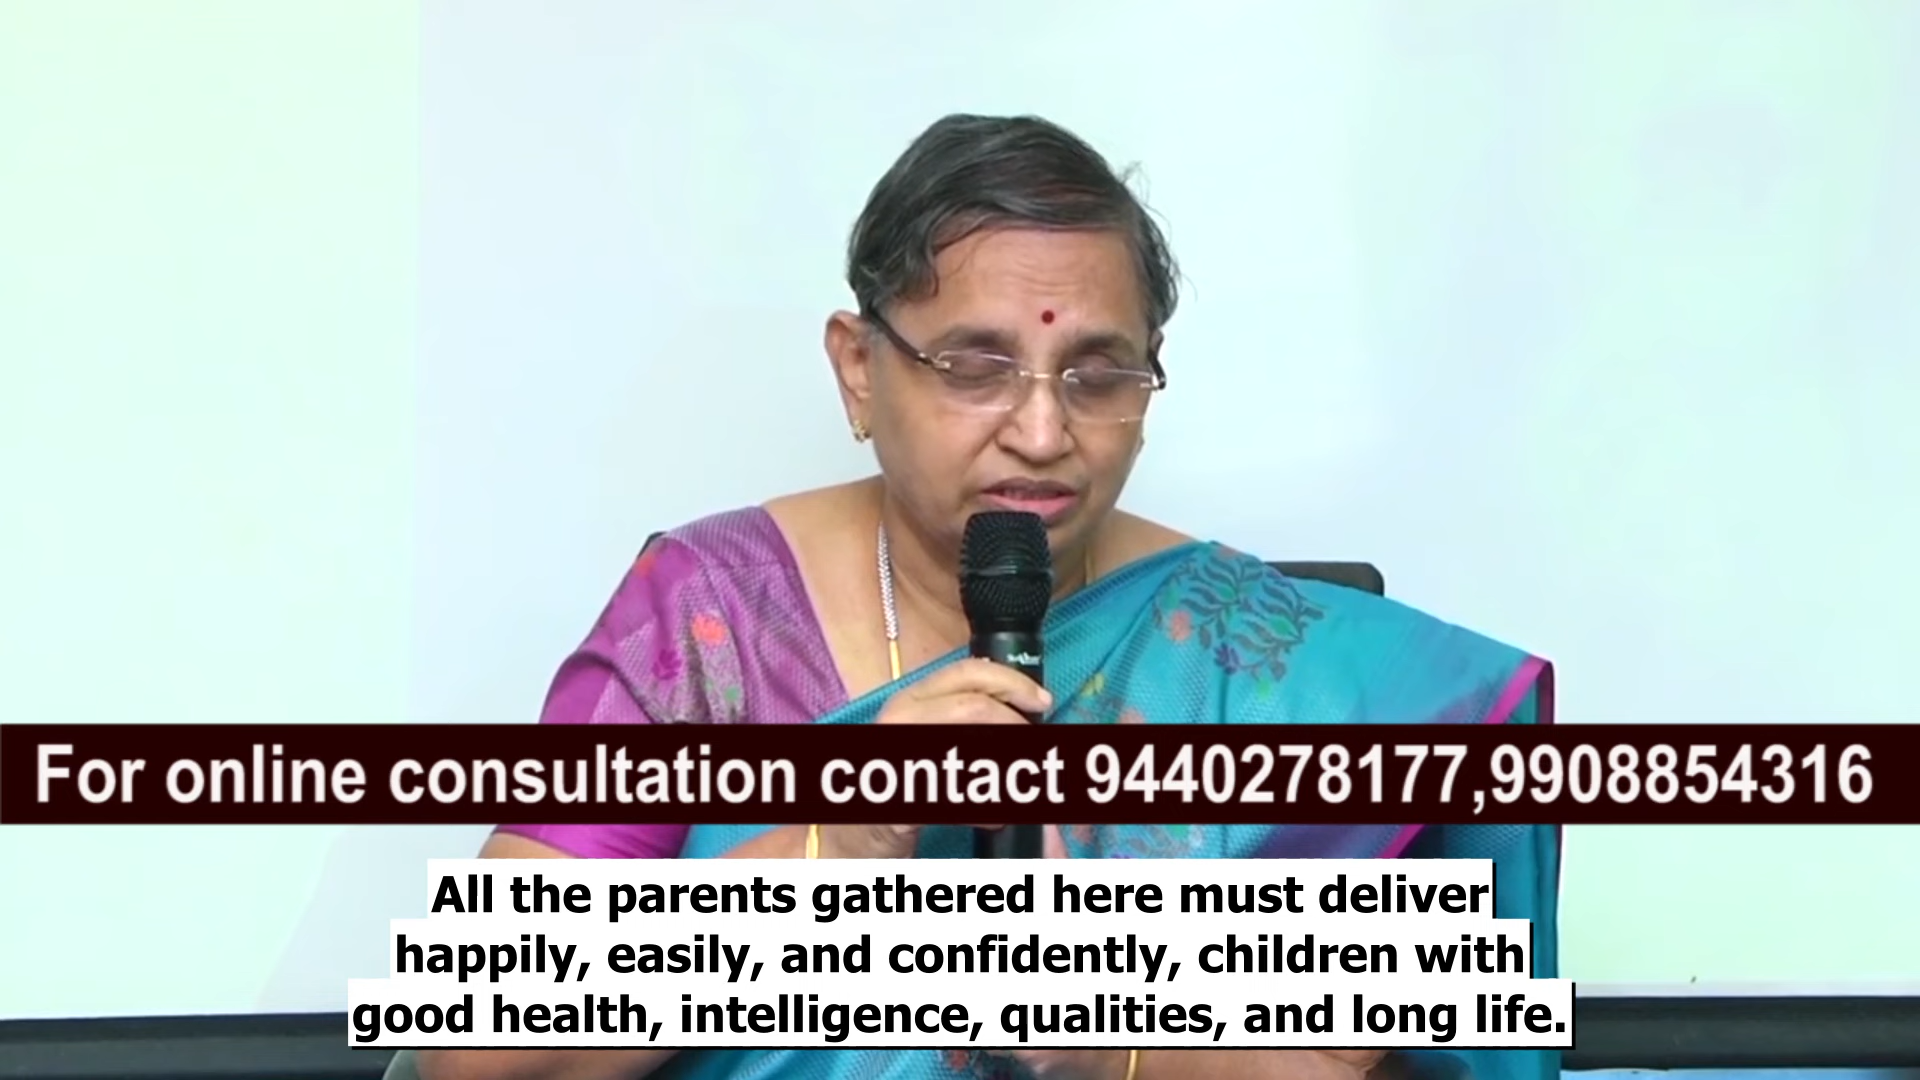 For online consultation contact 9440278177,9908854316
All the parents gathered here must deliver
happily, easily, and confidently, children with
good health, intelligence, qualities, and long life.